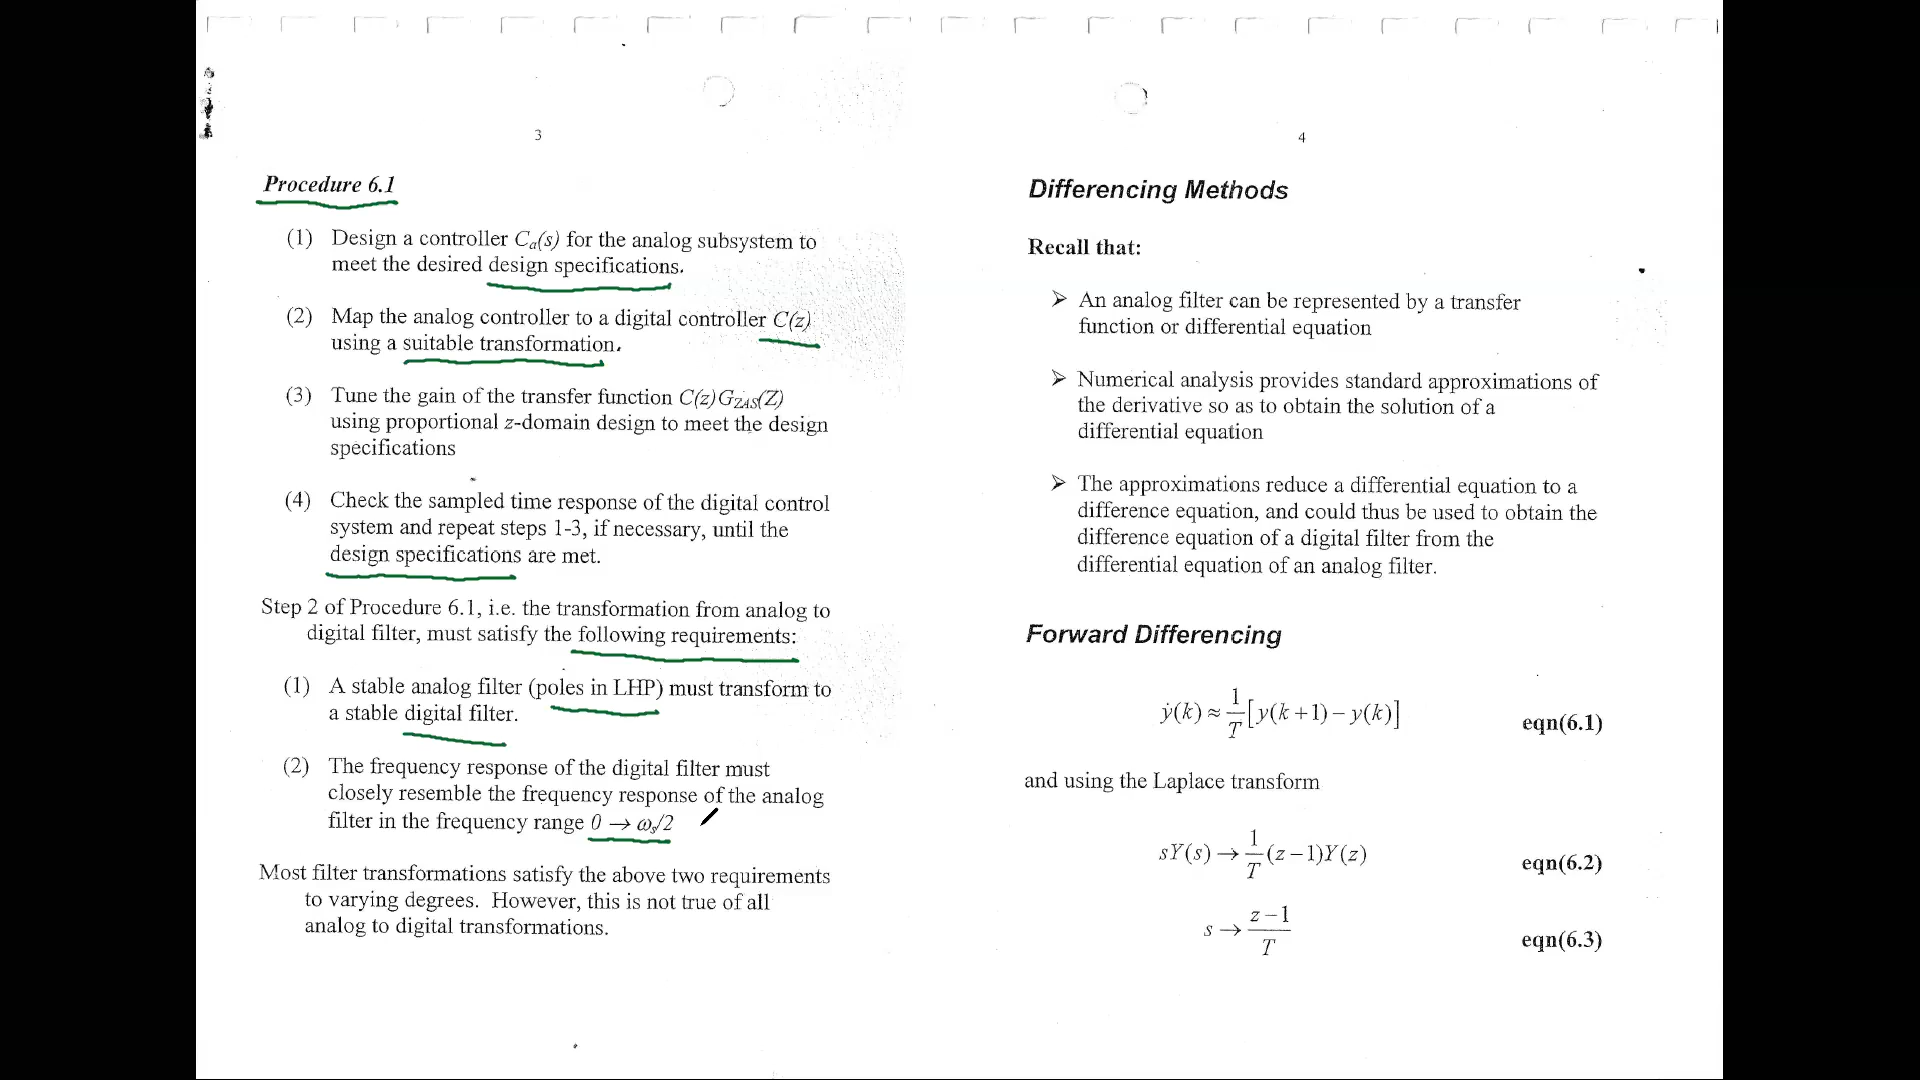 3
Procedure 6.1
(1) Design a controller Cₐ(s) for the analog subsystem to
meet the desired design specifications.
(2) Map the analog controller to a digital controller C(z)
using a suitable transformation.
(3) Tune the gain of the transfer function C(z)G_ZAS(Z)
using proportional z-domain design to meet the design
specifications
(4) Check the sampled time response of the digital control
system and repeat steps 1-3, if necessary, until the
design specifications are met.
Step 2 of Procedure 6.1, i.e. the transformation from analog to
digital filter, must satisfy the following requirements:
(1) A stable analog filter (poles in LHP) must transform to
a stable digital filter.
(2) The frequency response of the digital filter must
closely resemble the frequency response of the analog
filter in the frequency range 0 → ωₛ/2
Most filter transformations satisfy the above two requirements
to varying degrees. However, this is not true of all
analog to digital transformations.
4
Differencing Methods
Recall that:
➢ An analog filter can be represented by a transfer
function or differential equation
➢ Numerical analysis provides standard approximations of
the derivative so as to obtain the solution of a
differential equation
➢ The approximations reduce a differential equation to a
difference equation, and could thus be used to obtain the
difference equation of a digital filter from the
differential equation of an analog filter.
Forward Differencing
ẏ(k) ≈ 1/T [y(k+1) − y(k)] eqn(6.1)
and using the Laplace transform
sY(s) → 1/T (z−1)Y(z) eqn(6.2)
s → z−1/T eqn(6.3)